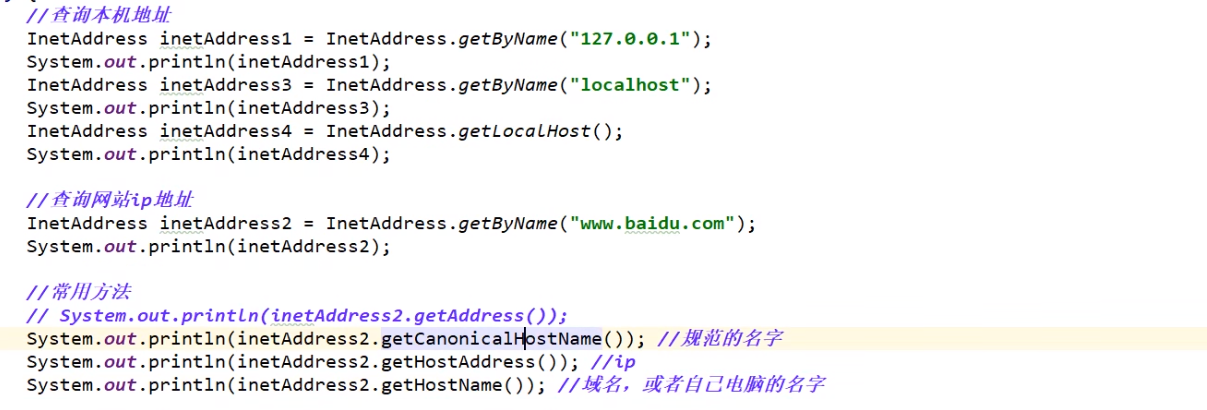 //查询本机地址
InetAddress inetAddress1 = InetAddress.getByName("127.0.0.1");
System.out.println(inetAddress1);
InetAddress inetAddress3 = InetAddress.getByName("localhost");
System.out.println(inetAddress3);
InetAddress inetAddress4 = InetAddress.getLocalHost();
System.out.println(inetAddress4);
//查询网站ip地址
InetAddress inetAddress2 = InetAddress.getByName("www.baidu.com");
System.out.println(inetAddress2);
//常用方法
// System.out.println(inetAddress2.getAddress());
System.out.println(inetAddress2.getCanonicalHostName()); //规范的名字
System.out.println(inetAddress2.getHostAddress()); //ip
System.out.println(inetAddress2.getHostName()); //域名，或者自己电脑的名字